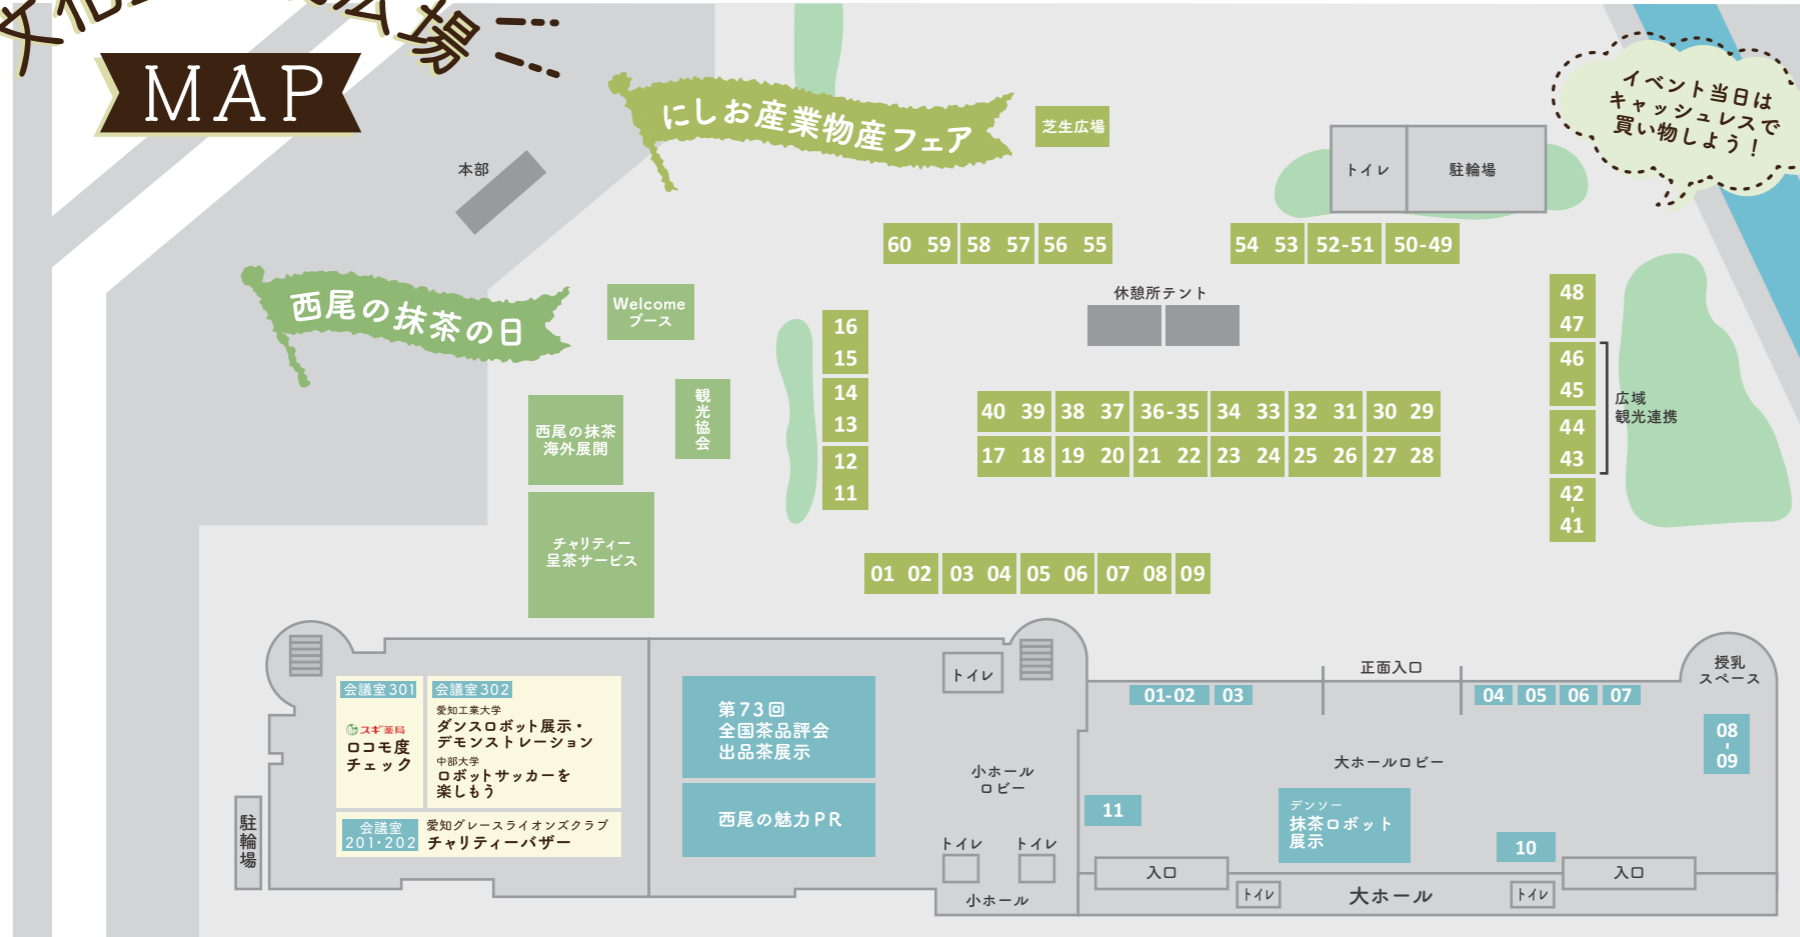 広場
MAP
にしお産業物産フェア
芝生広場
イベント当日は
キャッシュレスで
買い物しよう!
本部
トイレ
駐輪場
60 59 58 57 56 55
54 53 52-51 50-49
西尾の抹茶の日
Welcome
ブース
休憩所テント
48
47
46
45
44
43
42
-
41
広域
観光連携
16
15
14
13
12
11
観光協会
西尾の抹茶
海外展開
40 39 38 37 36-35 34 33 32 31 30 29
17 18 19 20 21 22 23 24 25 26 27 28
チャリティー
呈茶サービス
01 02 03 04 05 06 07 08 09
会議室301
スギ薬局
ロコモ度
チェック
会議室302
愛知工業大学
ダンスロボット展示・
デモンストレーション
中部大学
ロボットサッカーを
楽しもう
会議室
201・202
愛知グレースライオンズクラブ
チャリティーバザー
駐輪場
第73回
全国茶品評会
出品茶展示
西尾の魅力PR
トイレ
小ホール
ロビー
トイレ
トイレ
小ホール
正面入口
01-02 03
04 05 06 07
授乳
スペース
08
-
09
大ホールロビー
11
デンソー
抹茶ロボット
展示
10
入口
入口
トイレ
大ホール
トイレ